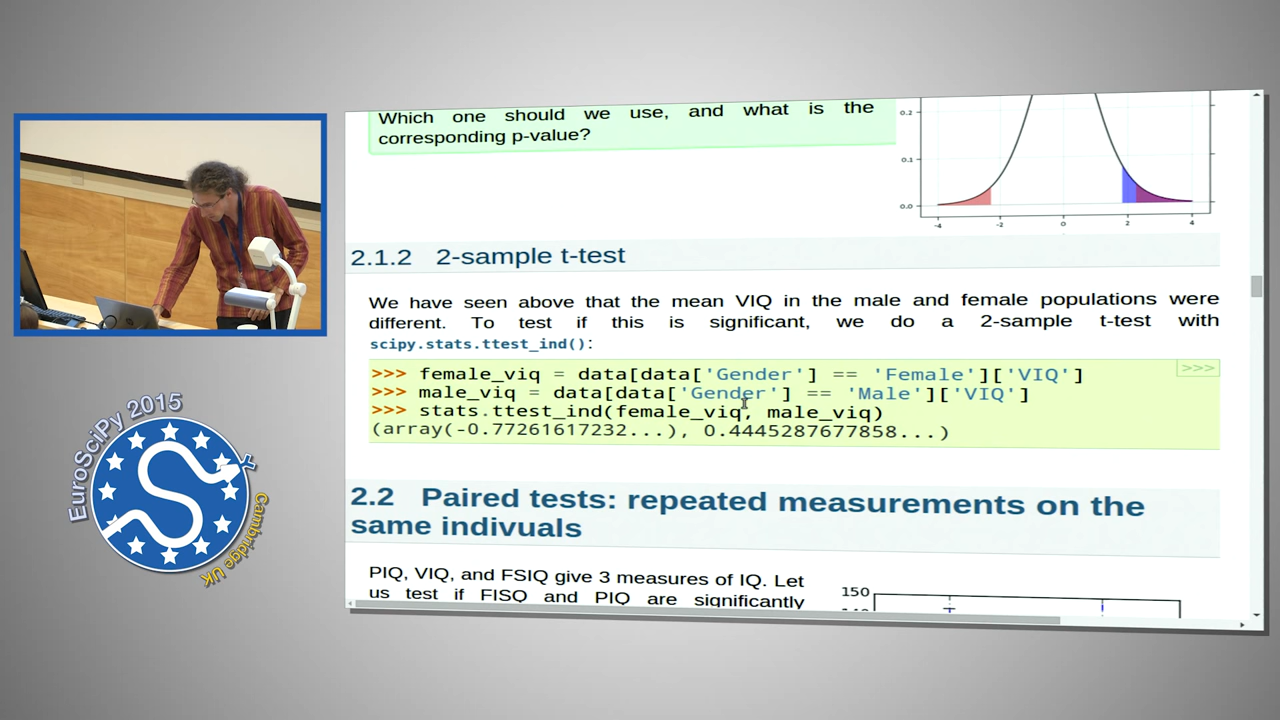 Which one should we use, and what is the
corresponding p-value?
0.2
0.1
0.0
-4
-2
0
2
4
2.1.2 2-sample t-test
We have seen above that the mean VIQ in the male and female populations were
different. To test if this is significant, we do a 2-sample t-test with
scipy.stats.ttest_ind():
>>> female_viq = data[data['Gender'] == 'Female']['VIQ']
>>>
>>> male_viq = data[data['Gender'] == 'Male']['VIQ']
>>> stats.ttest_ind(female_viq, male_viq)
(array(-0.77261617232...), 0.4445287677858...)
2.2 Paired tests: repeated measurements on the
same indivuals
PIQ, VIQ, and FSIQ give 3 measures of IQ. Let
us test if FISQ and PIQ are significantly
150
EuroSciPy 2015
Cambridge UK